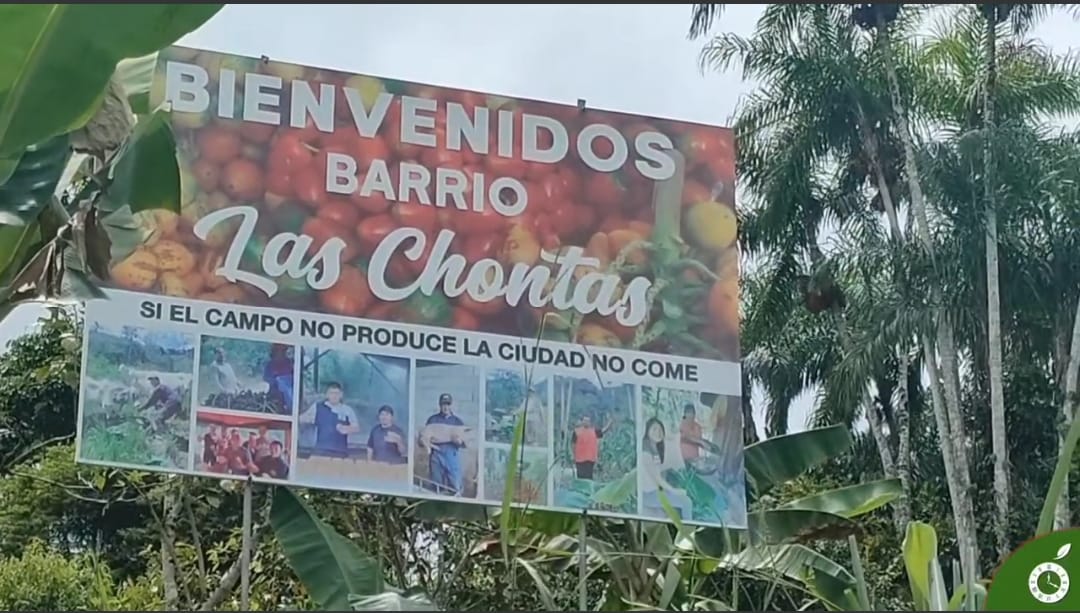 BIENVENIDOS
BARRIO
Las Chontas
SI EL CAMPO NO PRODUCE LA CIUDAD NO COME